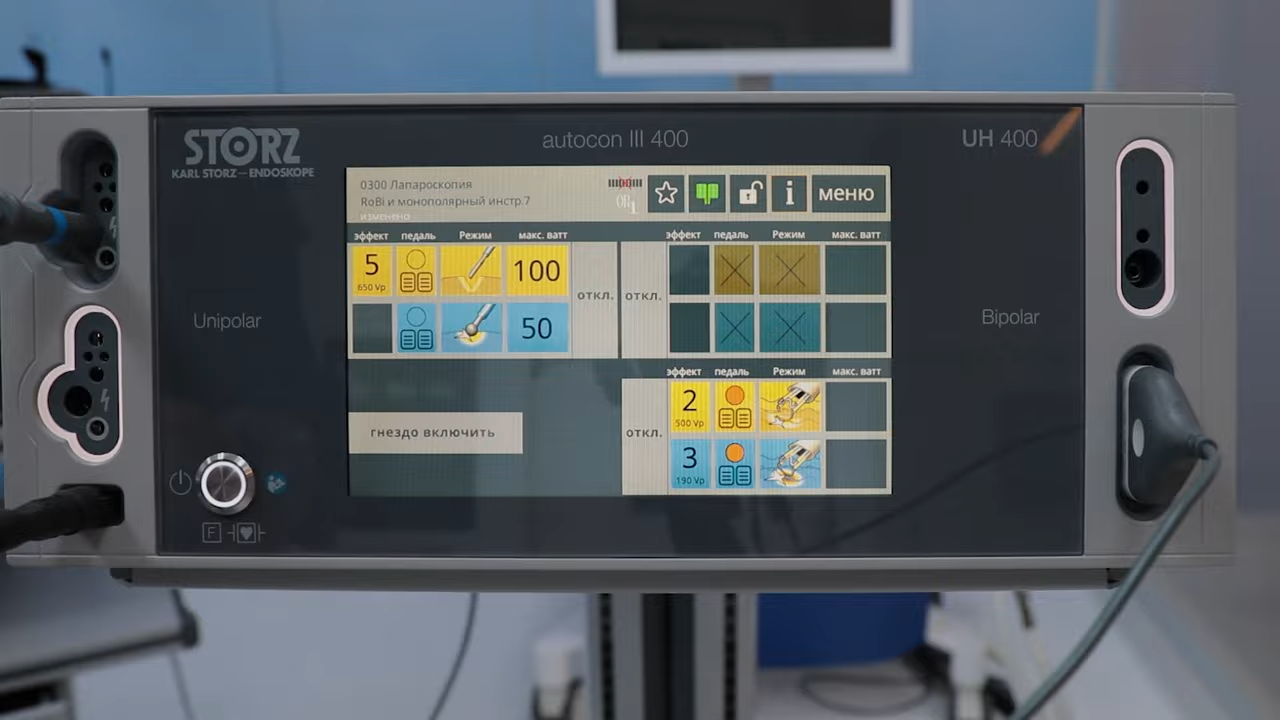 STORZ
KARL STORZ — ENDOSKOPE
autocon III 400
UH 400
0300 Лапароскопия
RoBi и монополярный инстр.7
изменено
OR1
i
меню
эффект педаль Режим макс. ватт
эффект педаль Режим макс. ватт
5
650 Vp
100
откл.
откл.
50
Unipolar
Bipolar
эффект педаль Режим макс. ватт
2
500 Vp
гнездо включить
откл.
3
190 Vp
F